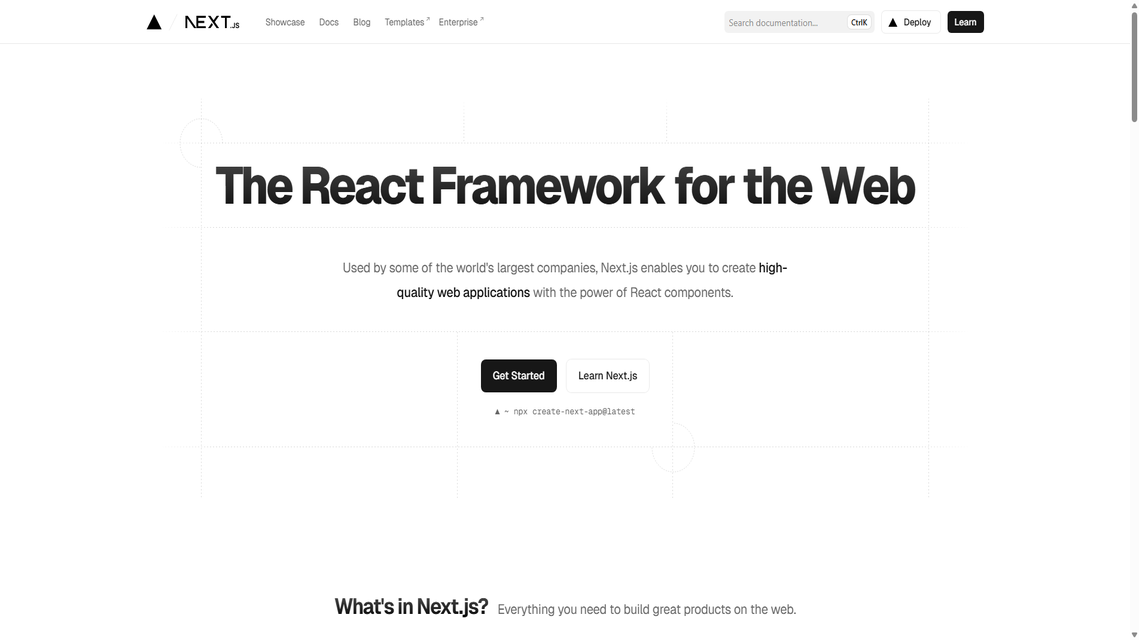 NEXT.JS
Showcase
Docs
Blog
Templates
Enterprise
Search documentation...
CtrlK
Deploy
Learn
The React Framework for the Web
Used by some of the world's largest companies, Next.js enables you to create high-
quality web applications with the power of React components.
Get Started
Learn Next.js
▲ ~ npx create-next-app@latest
What's in Next.js? Everything you need to build great products on the web.